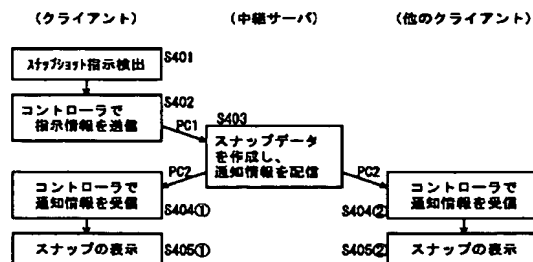 (クライアント) (中継サーバ) (他のクライアント)
スナップショット指示検出 S401
S402
コントローラで
指示情報を送信
PC1
S403
スナップデータ
を作成し、
通知情報を配信
PC2
PC2
コントローラで
通知情報を受信
S404①
コントローラで
通知情報を受信
S404②
スナップの表示 S405①
S405② スナップの表示